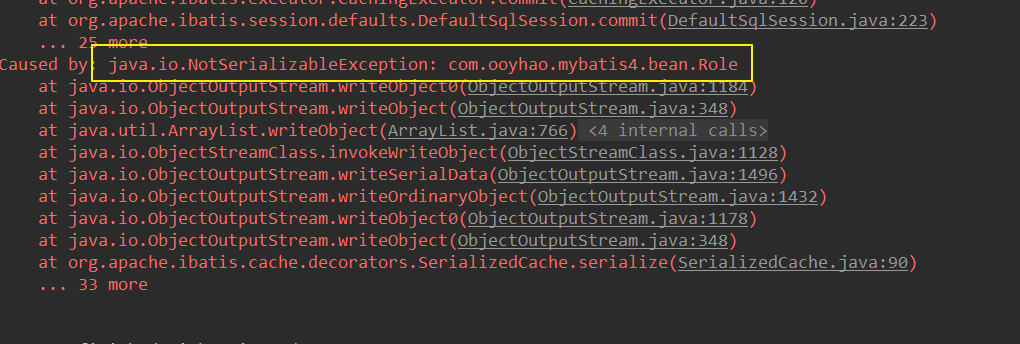 at org.apache.ibatis.executor.CachingExecutor.commit(CachingExecutor.java:126)
at org.apache.ibatis.session.defaults.DefaultSqlSession.commit(DefaultSqlSession.java:223)
... 25 more
Caused by: java.io.NotSerializableException: com.ooyhao.mybatis4.bean.Role
at java.io.ObjectOutputStream.writeObject0(ObjectOutputStream.java:1184)
at java.io.ObjectOutputStream.writeObject(ObjectOutputStream.java:348)
at java.util.ArrayList.writeObject(ArrayList.java:766) <4 internal calls>
at java.io.ObjectStreamClass.invokeWriteObject(ObjectStreamClass.java:1128)
at java.io.ObjectOutputStream.writeSerialData(ObjectOutputStream.java:1496)
at java.io.ObjectOutputStream.writeOrdinaryObject(ObjectOutputStream.java:1432)
at java.io.ObjectOutputStream.writeObject0(ObjectOutputStream.java:1178)
at java.io.ObjectOutputStream.writeObject(ObjectOutputStream.java:348)
at org.apache.ibatis.cache.decorators.SerializedCache.serialize(SerializedCache.java:90)
... 33 more